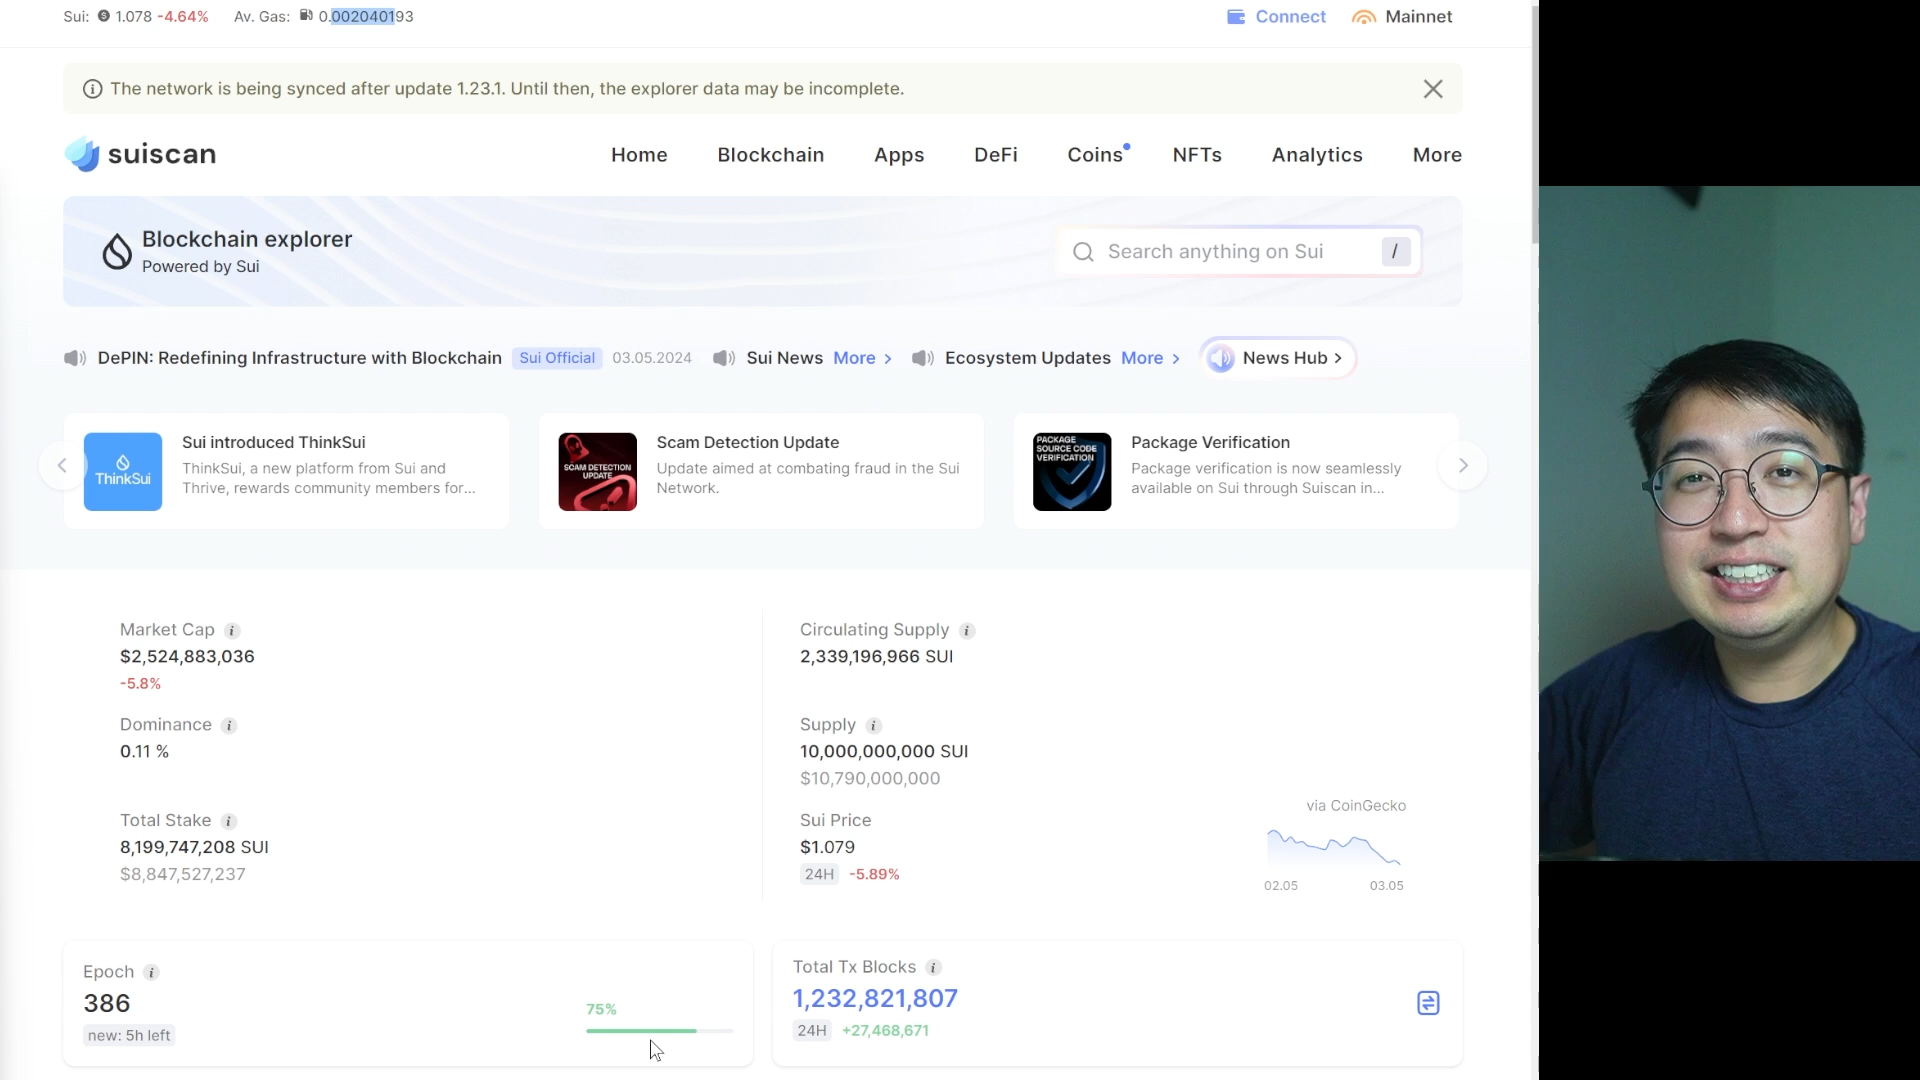 Sui: 1.078 -4.64% Av. Gas: 0.002040193
Connect Mainnet
The network is being synced after update 1.23.1. Until then, the explorer data may be incomplete.
suiscan
Home Blockchain Apps DeFi Coins NFTs Analytics More
Blockchain explorer
Powered by Sui
Search anything on Sui /
DePIN: Redefining Infrastructure with Blockchain Sui Official 03.05.2024 Sui News More > Ecosystem Updates More > News Hub >
ThinkSui
Sui introduced ThinkSui
ThinkSui, a new platform from Sui and
Thrive, rewards community members for...
SCAM DETECTION
UPDATE
Scam Detection Update
Update aimed at combating fraud in the Sui
Network.
PACKAGE
SOURCE CODE
VERIFICATION
Package Verification
Package verification is now seamlessly
available on Sui through Suiscan in...
Market Cap i
$2,524,883,036
-5.8%
Circulating Supply i
2,339,196,966 SUI
Dominance i
0.11 %
Supply i
10,000,000,000 SUI
$10,790,000,000
Total Stake i
8,199,747,208 SUI
$8,847,527,237
Sui Price
$1.079
24H -5.89%
via CoinGecko
02.05 03.05
Epoch i
386
new: 5h left
75%
Total Tx Blocks i
1,232,821,807
24H +27,468,671